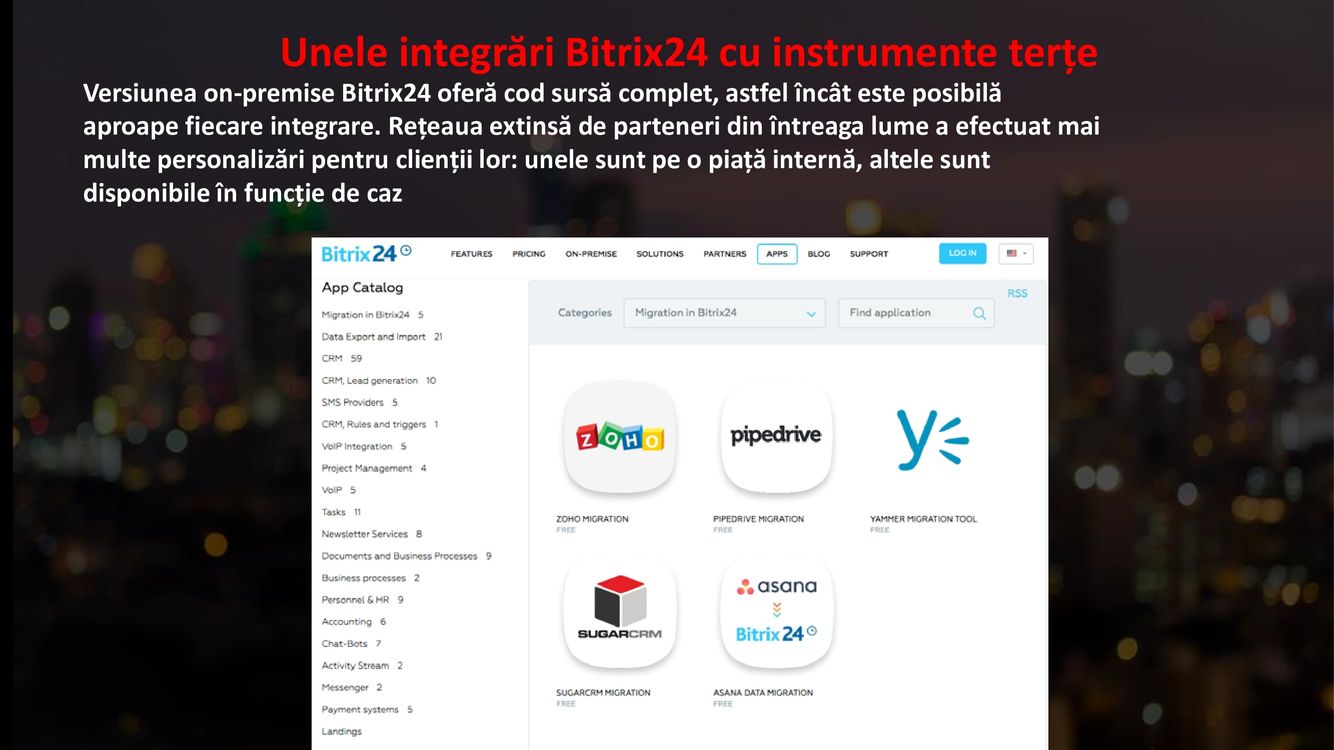 Unele integrări Bitrix24 cu instrumente terțe
Versiunea on-premise Bitrix24 oferă cod sursă complet, astfel încât este posibilă
aproape fiecare integrare. Rețeaua extinsă de parteneri din întreaga lume a efectuat mai
multe personalizări pentru clienții lor: unele sunt pe o piață internă, altele sunt
disponibile în funcție de caz
Bitrix24 FEATURES PRICING ON-PREMISE SOLUTIONS PARTNERS APPS BLOG SUPPORT LOG IN
App Catalog
RSS
Categories Migration in Bitrix24 Find application
Migration in Bitrix24 5
Data Export and Import 21
CRM 59
CRM, Lead generation 10
SMS Providers 5
CRM, Rules and triggers 1
VoIP Integration 5
Project Management 4
VoIP 5
Tasks 11
Newsletter Services 8
Documents and Business Processes 9
Business processes 2
Personnel & HR 9
Accounting 6
Chat-Bots 7
Activity Stream 2
Messenger 2
Payment systems 5
Landings
ZOHO pipedrive
ZOHO MIGRATION PIPEDRIVE MIGRATION YAMMER MIGRATION TOOL
FREE FREE FREE
SUGARCRM asana
Bitrix24
SUGARCRM MIGRATION ASANA DATA MIGRATION
FREE FREE